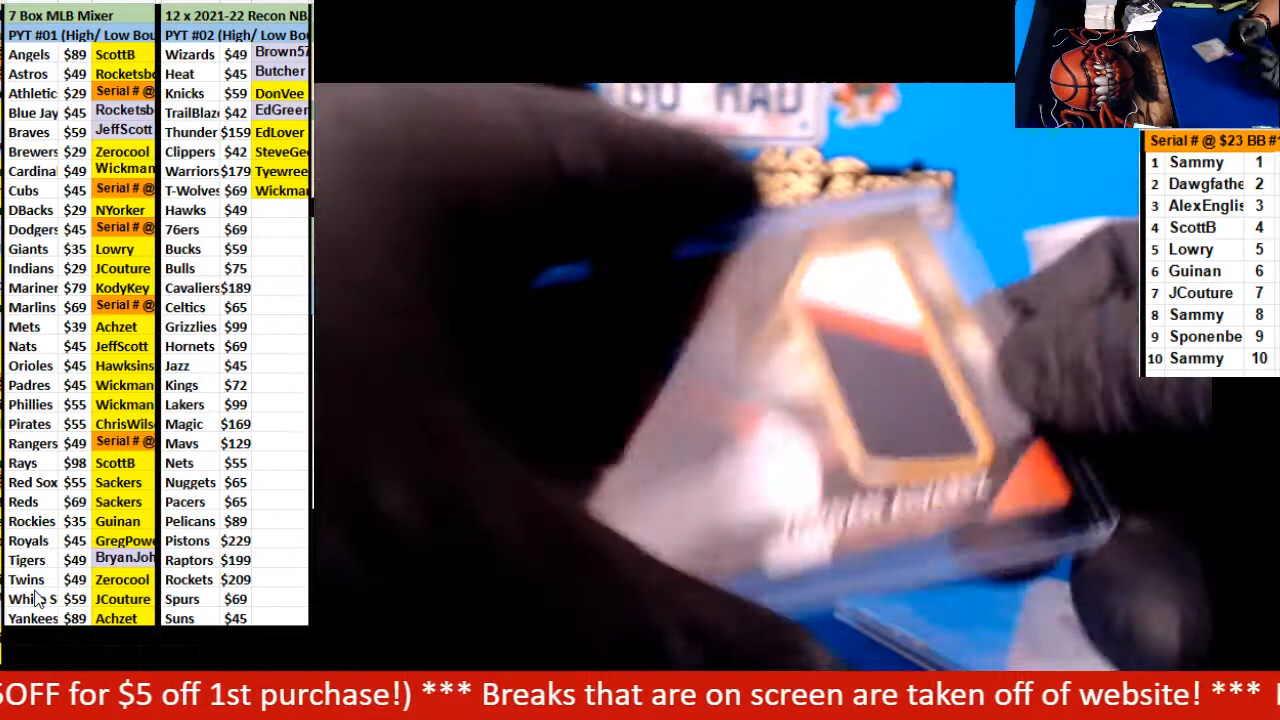 7 Box MLB Mixer
PYT #01 (High/ Low Bou
Angels $89 ScottB
Astros $49 Rocketsbo
Athletic $29 Serial # @
Blue Jay $45 Rocketsb
Braves $59 JeffScott
Brewers $29 Zerocool
Cardina $49 Wickman
Cubs $45 Serial # @
DBacks $29 NYorker
Dodgers $45 Serial # @
Giants $35 Lowry
Indians $29 JCouture
Mariner $79 KodyKey
Marlins $69 Serial # @
Mets $39 Achzet
Nats $45 JeffScott
Orioles $45 Hawksins
Padres $45 Wickman
Phillies $55 Wickman
Pirates $55 ChrisWils
Rangers $49 Serial # @
Rays $98 ScottB
Red Sox $55 Sackers
Reds $69 Sackers
Rockies $35 Guinan
Royals $45 GregPowe
Tigers $49 BryanJoh
Twins $49 Zerocool
White S $59 JCouture
Yankees $89 Achzet
12 x 2021-22 Recon NB
PYT #02 (High/ Low Bou
Wizards $49 Brown57
Heat $45 Butcher
Knicks $59 DonVee
TrailBlaz $42 EdGreer
Thunder $159 EdLover
Clippers $42 SteveGee
Warriors $179 Tyewree
T-Wolves $69 Wickman
Hawks $49
76ers $69
Bucks $59
Bulls $75
Cavaliers $189
Celtics $65
Grizzlies $99
Hornets $69
Jazz $45
Kings $72
Lakers $99
Magic $169
Mavs $129
Nets $55
Nuggets $65
Pacers $65
Pelicans $89
Pistons $229
Raptors $199
Rockets $209
Spurs $69
Suns $45
GO MAD
Serial # @ $23 BB #
1 Sammy 1
2 Dawgfathe 2
3 AlexEnglis 3
4 ScottB 4
5 Lowry 5
6 Guinan 6
7 JCouture 7
8 Sammy 8
9 Sponenbe 9
10 Sammy 10
5OFF for $5 off 1st purchase!) *** Breaks that are on screen are taken off of website! ***